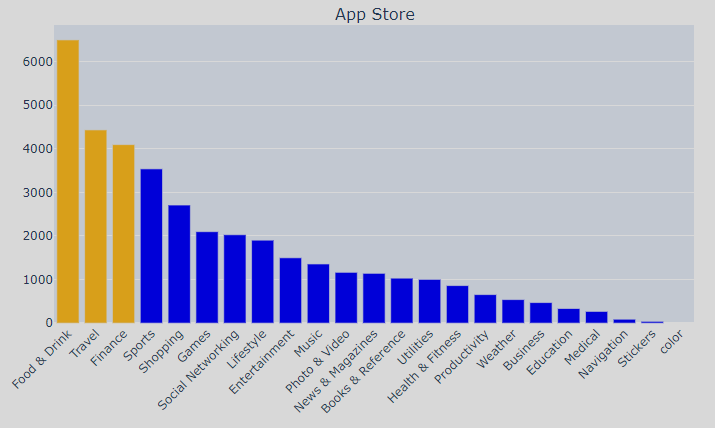 App Store
6000
5000
4000
3000
2000
1000
0
Food & Drink
Travel
Finance
Sports
Shopping
Games
Social Networking
Lifestyle
Entertainment
Music
Photo & Video
News & Magazines
Books & Reference
Utilities
Health & Fitness
Productivity
Weather
Business
Education
Medical
Navigation
Stickers
color